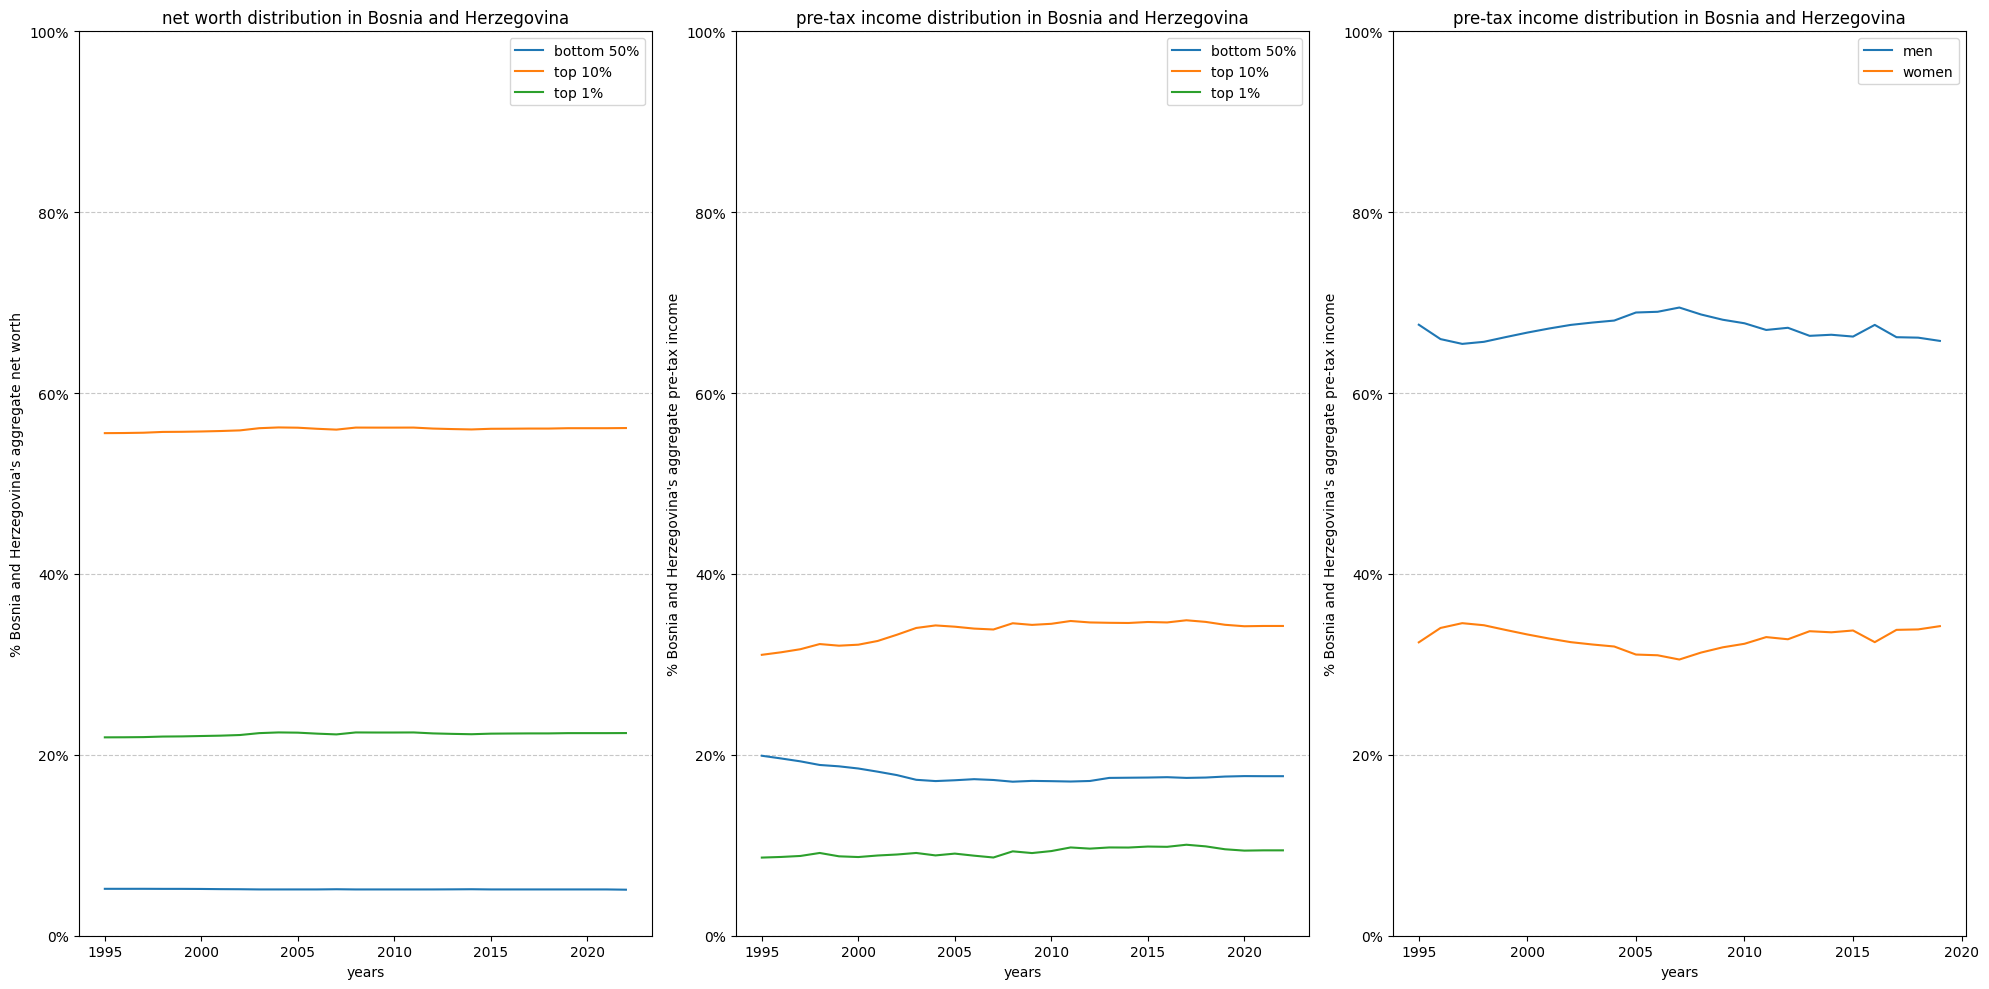 net worth distribution in Bosnia and Herzegovina
% Bosnia and Herzegovina's aggregate net worth
100%
80%
60%
40%
20%
0%
bottom 50%
top 10%
top 1%
1995
2000
2005
2010
2015
2020
years
pre-tax income distribution in Bosnia and Herzegovina
% Bosnia and Herzegovina's aggregate pre-tax income
100%
80%
60%
40%
20%
0%
bottom 50%
top 10%
top 1%
1995
2000
2005
2010
2015
2020
years
pre-tax income distribution in Bosnia and Herzegovina
% Bosnia and Herzegovina's aggregate pre-tax income
100%
80%
60%
40%
20%
0%
men
women
1995
2000
2005
2010
2015
2020
years